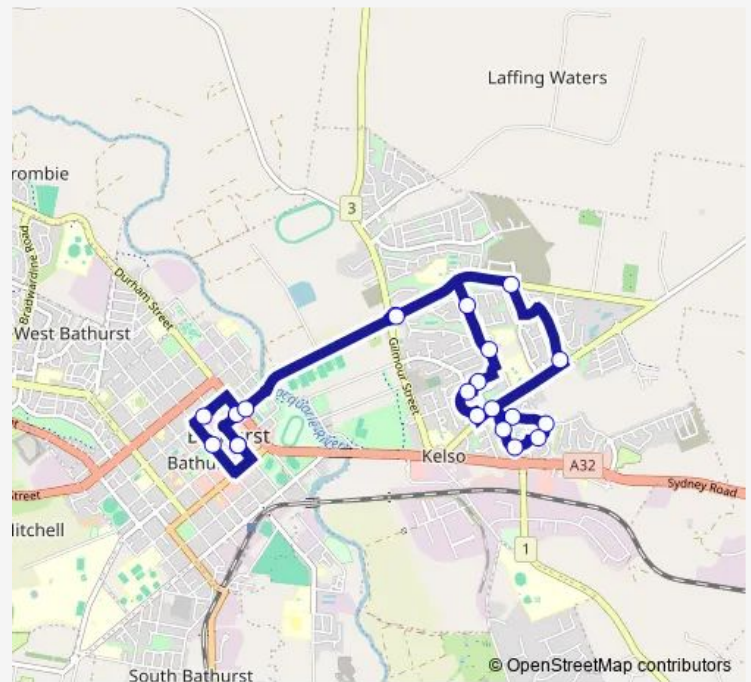 Laffing Waters
rombie
3
Bradwardine Road
Durham Street
West Bathurst
Gilmour Street
Kelso
A32
Sydney Road
Street
litchell
1
South Bathurst
© OpenStreetMap contributors